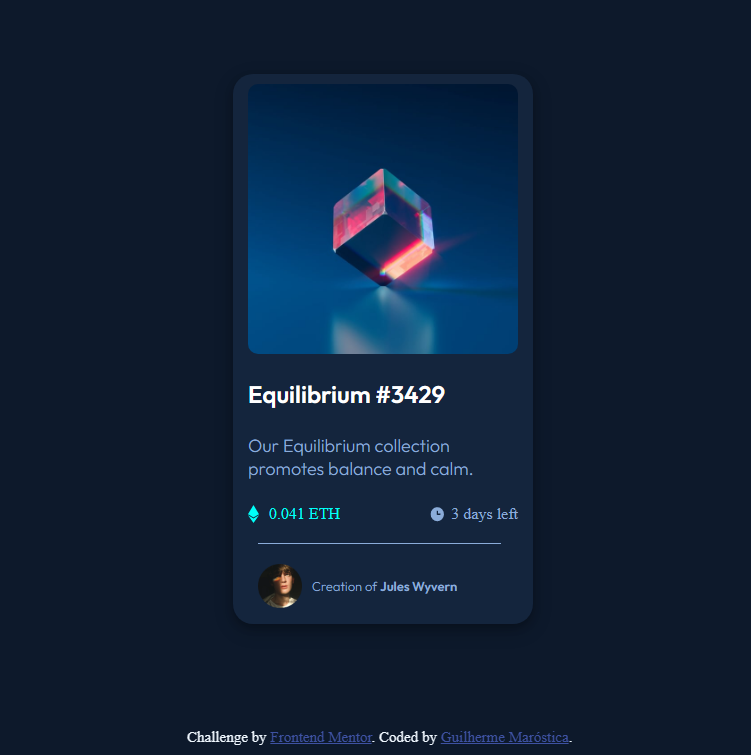 Equilibrium #3429
Our Equilibrium collection
promotes balance and calm.
0.041 ETH
3 days left
Creation of Jules Wyvern
Challenge by Frontend Mentor. Coded by Guilherme Maróstica.